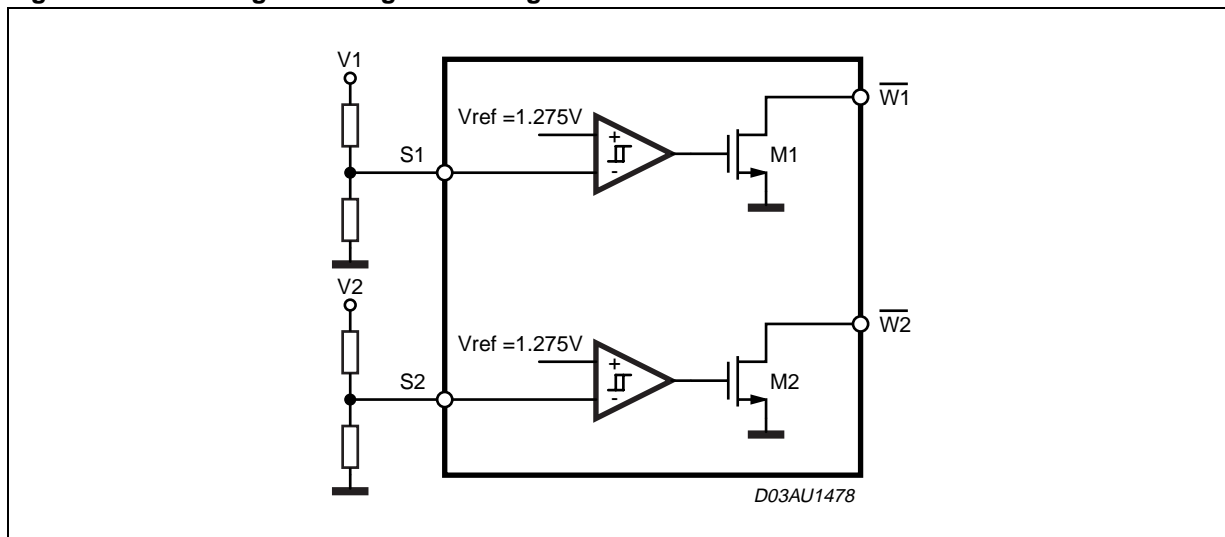 V1
W1
Vref =1.275V
+
S1
M1
-
V2
W2
Vref =1.275V
+
S2
M2
-
D03AU1478